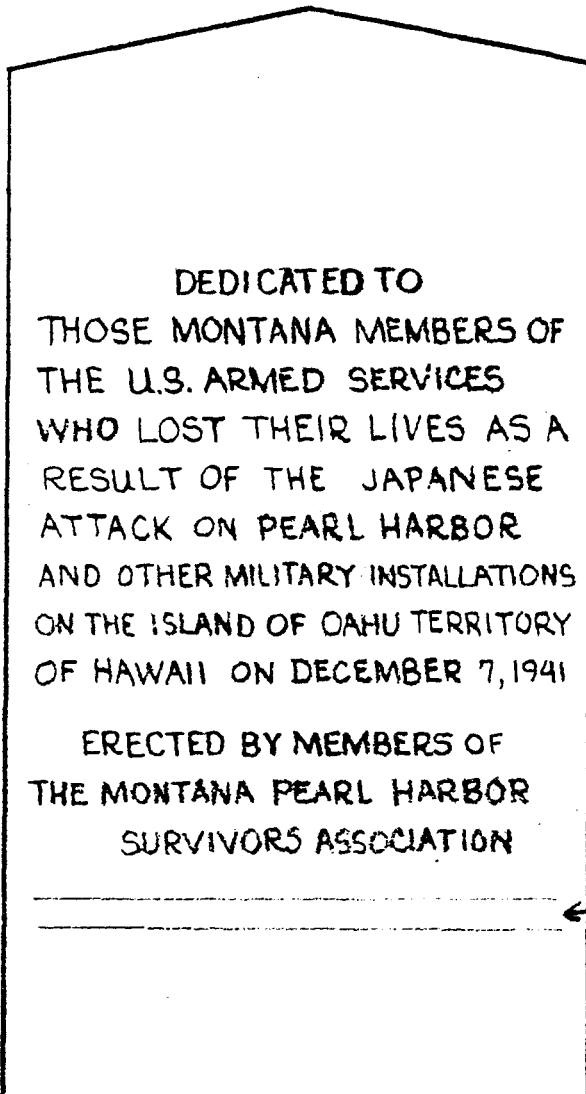 DEDICATED TO
THOSE MONTANA MEMBERS OF
THE U.S. ARMED SERVICES
WHO LOST THEIR LIVES AS A
RESULT OF THE JAPANESE
ATTACK ON PEARL HARBOR
AND OTHER MILITARY INSTALLATIONS
ON THE ISLAND OF OAHU TERRITORY
OF HAWAII ON DECEMBER 7, 1941
ERECTED BY MEMBERS OF
THE MONTANA PEARL HARBOR
SURVIVORS ASSOCIATION